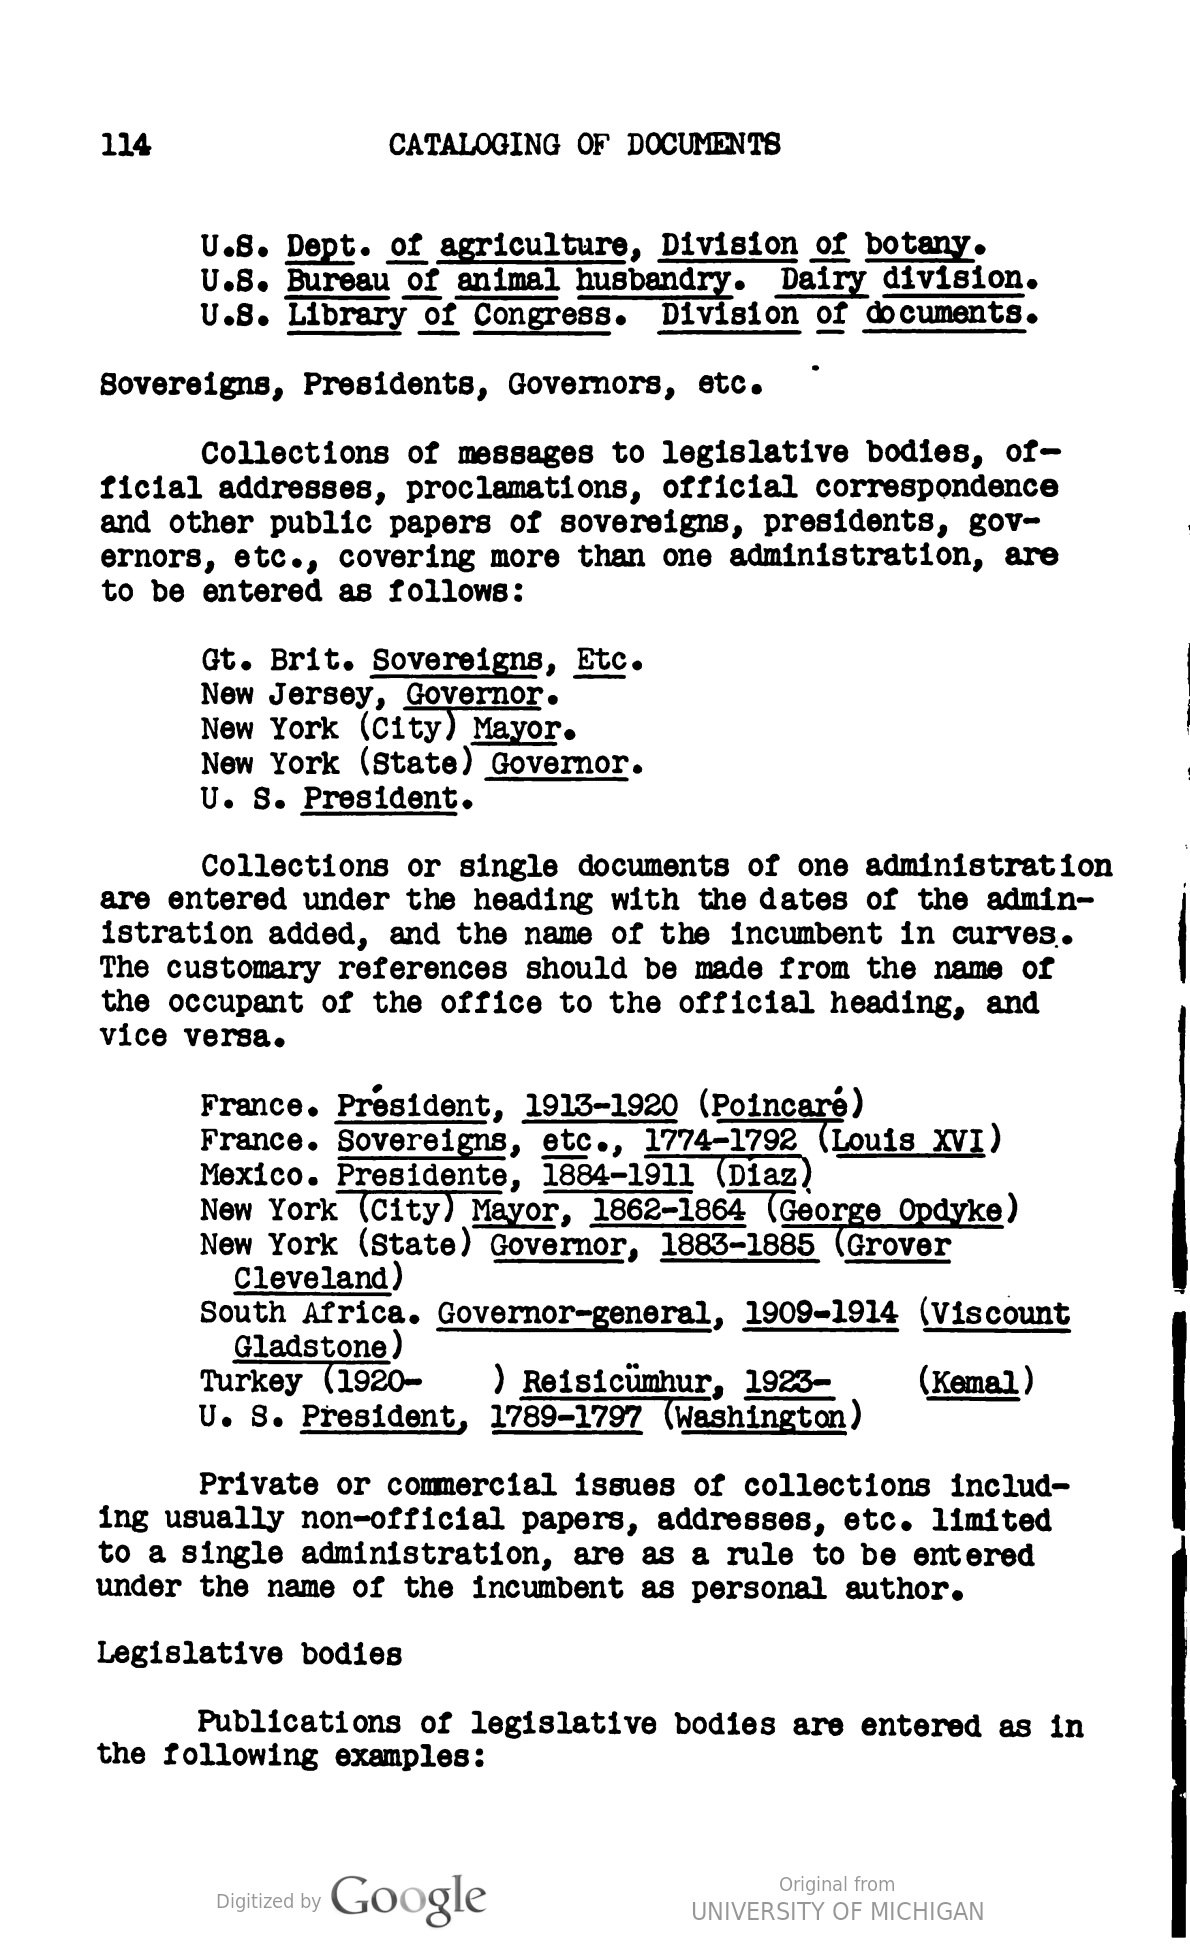 114 CATALOGING OF DOCUMENTS
U.S. Dept. of agriculture, Division of botany.
U.S. Bureau of animal husbandry. Dairy division.
U.S. Library of Congress. Division of documents.
Sovereigns, Presidents, Governors, etc.
Collections of messages to legislative bodies, of-
ficial addresses, proclamations, official correspondence
and other public papers of sovereigns, presidents, gov-
ernors, etc., covering more than one administration, are
to be entered as follows:
Gt. Brit. Sovereigns, Etc.
New Jersey, Governor.
New York (City) Mayor.
New York (State) Governor.
U. S. President.
Collections or single documents of one administration
are entered under the heading with the dates of the admin-
istration added, and the name of the incumbent in curves.
The customary references should be made from the name of
the occupant of the office to the official heading, and
vice versa.
France. Président, 1913-1920 (Poincaré)
France. Sovereigns, etc., 1774-1792 (Louis XVI)
Mexico. Presidente, 1884-1911 (Diaz)
New York (City) Mayor, 1862-1864 (George Opdyke)
New York (State) Governor, 1883-1885 (Grover
Cleveland)
South Africa. Governor-general, 1909-1914 (Viscount
Gladstone)
Turkey (1920- ) Reisicümhur, 1923- (Kemal)
U. S. President, 1789-1797 (Washington)
Private or commercial issues of collections includ-
ing usually non-official papers, addresses, etc. limited
to a single administration, are as a rule to be entered
under the name of the incumbent as personal author.
Legislative bodies
Publications of legislative bodies are entered as in
the following examples:
Digitized by Google
Original from
UNIVERSITY OF MICHIGAN